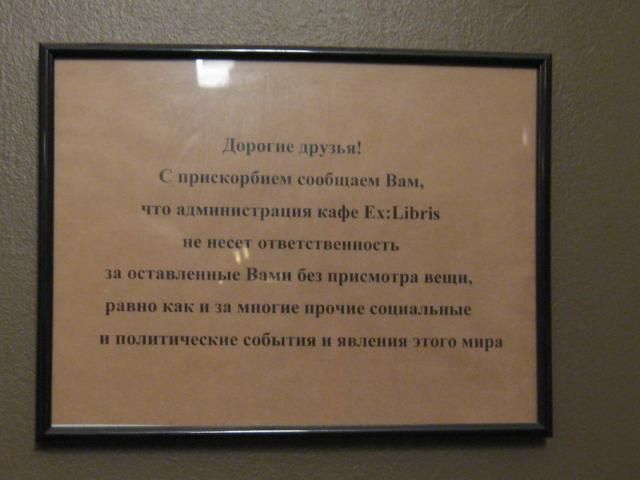 Дорогие друзья!
С прискорбием сообщаем Вам,
что администрация кафе Ex:Libris
не несет ответственность
за оставленные Вами без присмотра вещи,
равно как и за многие прочие социальные
и политические события и явления этого мира